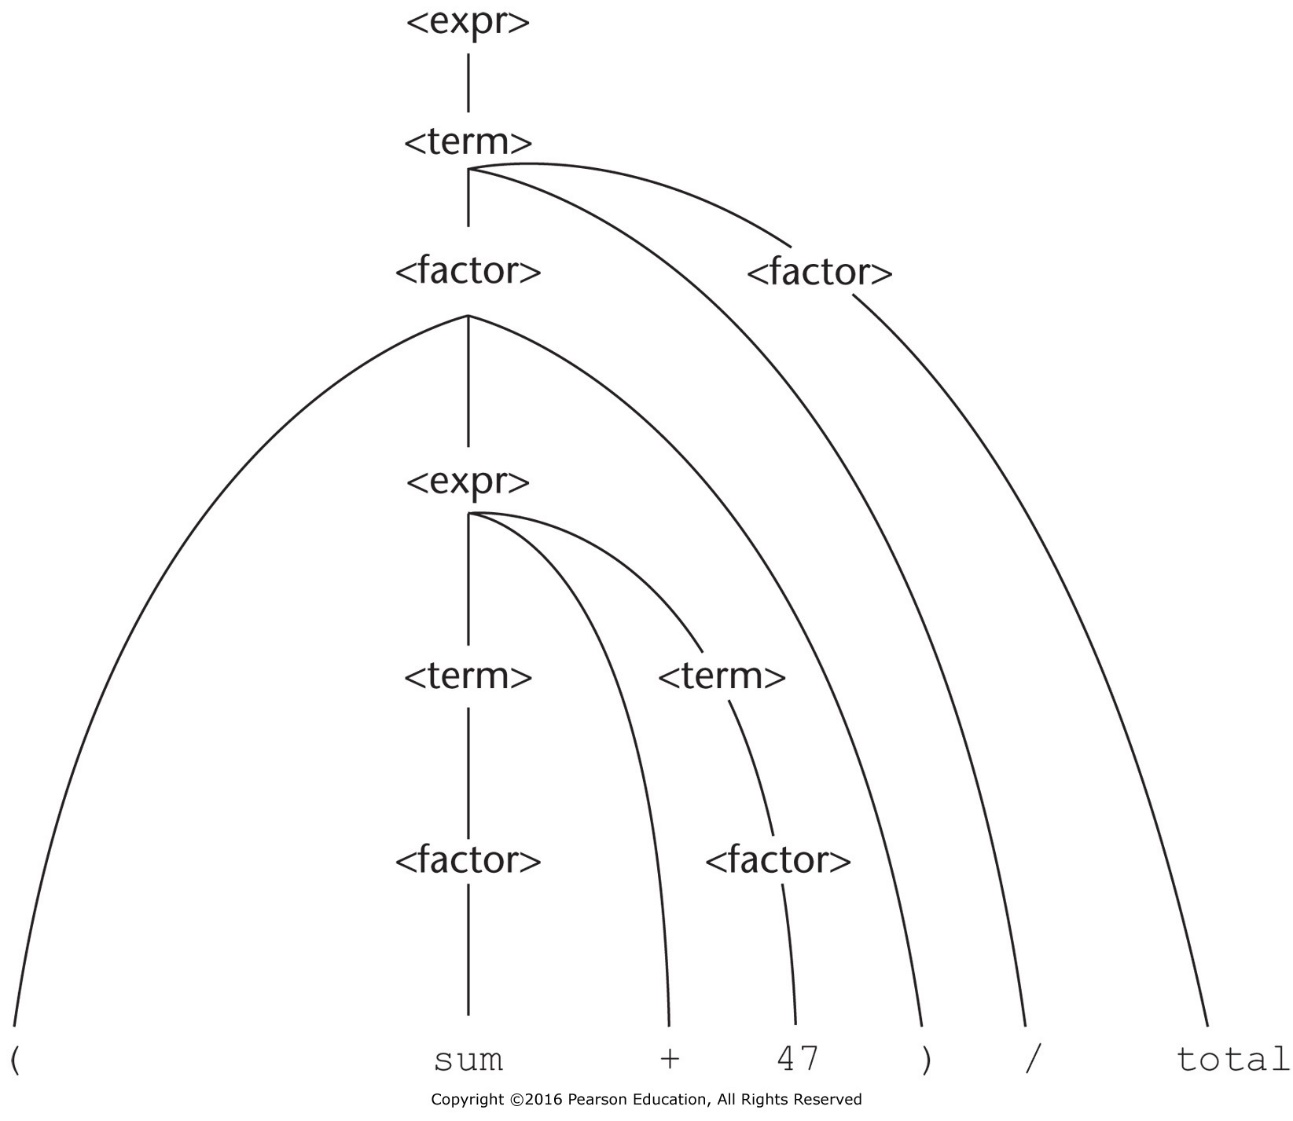 <expr>
<term>
<factor> <factor>
<expr>
<term> <term>
<factor> <factor>
( sum + 47 ) / total
Copyright ©2016 Pearson Education, All Rights Reserved